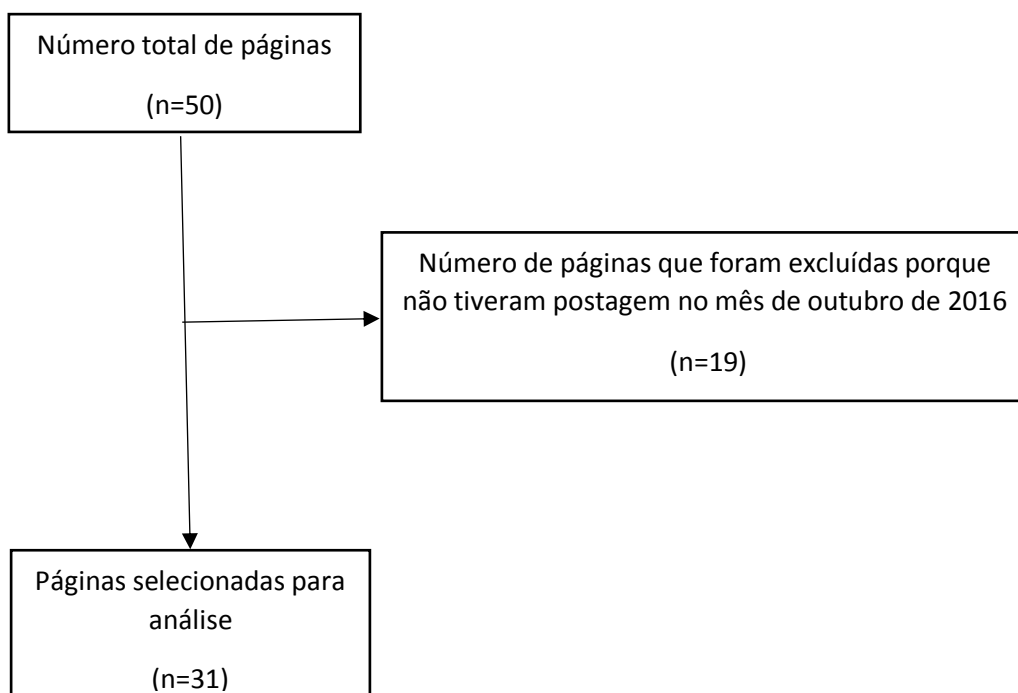 Número total de páginas
(n=50)
Número de páginas que foram excluídas porque
não tiveram postagem no mês de outubro de 2016
(n=19)
Páginas selecionadas para
análise
(n=31)